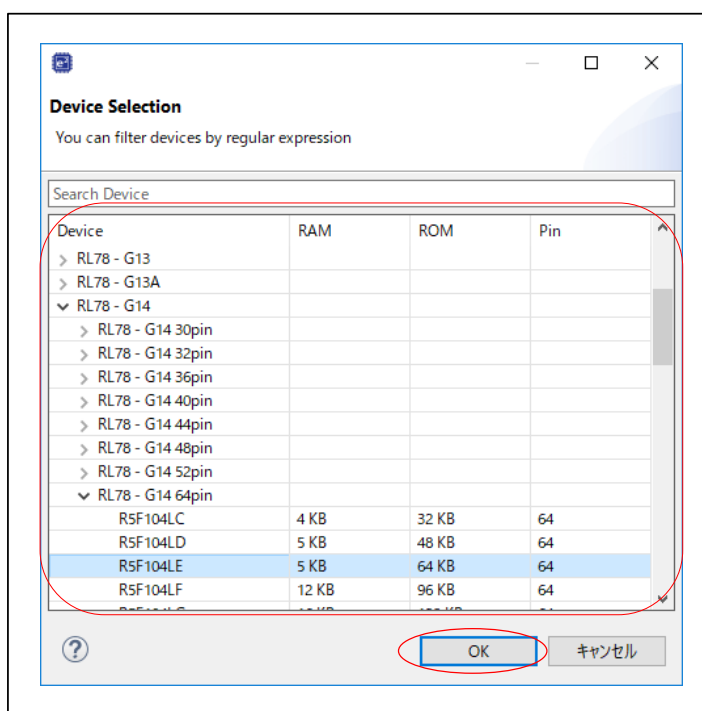 Device Selection
You can filter devices by regular expression
Search Device
Device RAM ROM Pin
RL78 - G13
RL78 - G13A
RL78 - G14
RL78 - G14 30pin
RL78 - G14 32pin
RL78 - G14 36pin
RL78 - G14 40pin
RL78 - G14 44pin
RL78 - G14 48pin
RL78 - G14 52pin
RL78 - G14 64pin
R5F104LC 4 KB 32 KB 64
R5F104LD 5 KB 48 KB 64
R5F104LE 5 KB 64 KB 64
R5F104LF 12 KB 96 KB 64
? OK キャンセル